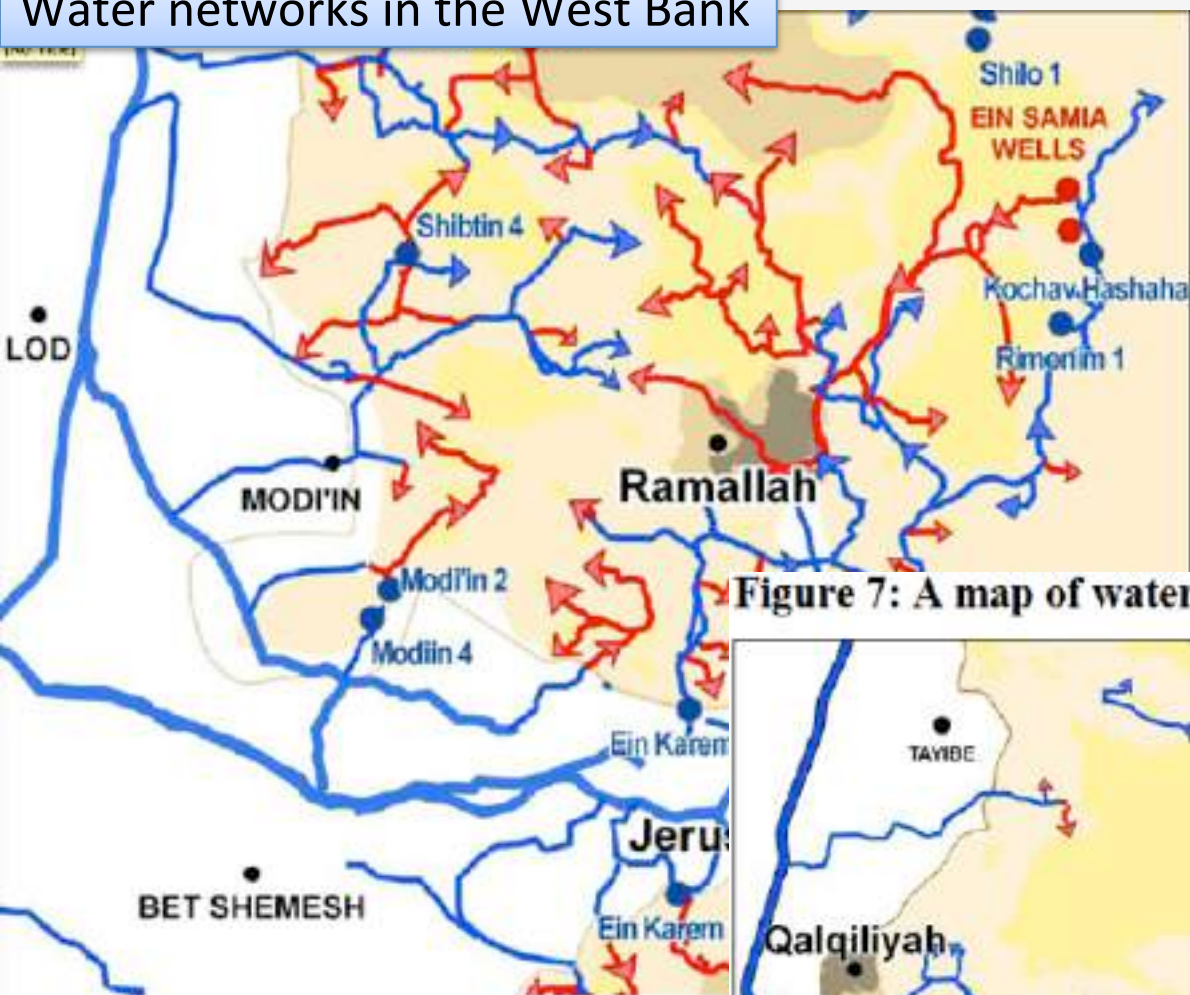 Water networks in the West Bank
Shilo 1
EIN SAMIA
WELLS
Shibtin 4
Kochav Hashaha
LOD
Rimonim 1
Ramallah
MODI'IN
Modi'in 2
Figure 7: A map of water
Modiin 4
Ein Karem
TAYIBE
Jerus
BET SHEMESH
Ein Karem
Qalqiliyah